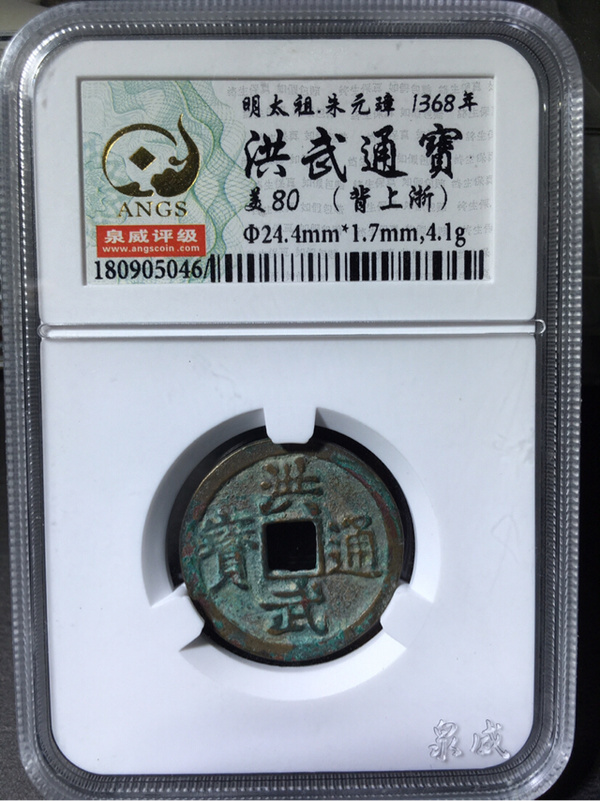 明太祖.朱元璋 1368年
洪武通寶
美80 （背上浙）
Φ24.4mm*1.7mm,4.1g
ANGS
泉威评级
www.angscoin.com
180905046/
洪武通寶
泉威